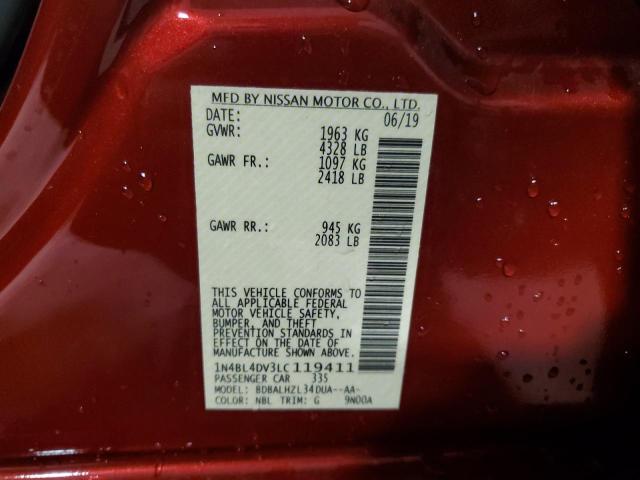 MFD BY NISSAN MOTOR CO., LTD.
DATE: 06/19
GVWR: 1963 KG
4328 LB
GAWR FR.: 1097 KG
2418 LB
GAWR RR.: 945 KG
2083 LB
THIS VEHICLE CONFORMS TO
ALL APPLICABLE FEDERAL
MOTOR VEHICLE SAFETY,
BUMPER, AND THEFT
PREVENTION STANDARDS IN
EFFECT ON THE DATE OF
MANUFACTURE SHOWN ABOVE.
1N4BL4DV3LC119411
PASSENGER CAR 335
MODEL: BDBALHZL34DUA--AA-
COLOR: NBL TRIM: G 9N00A